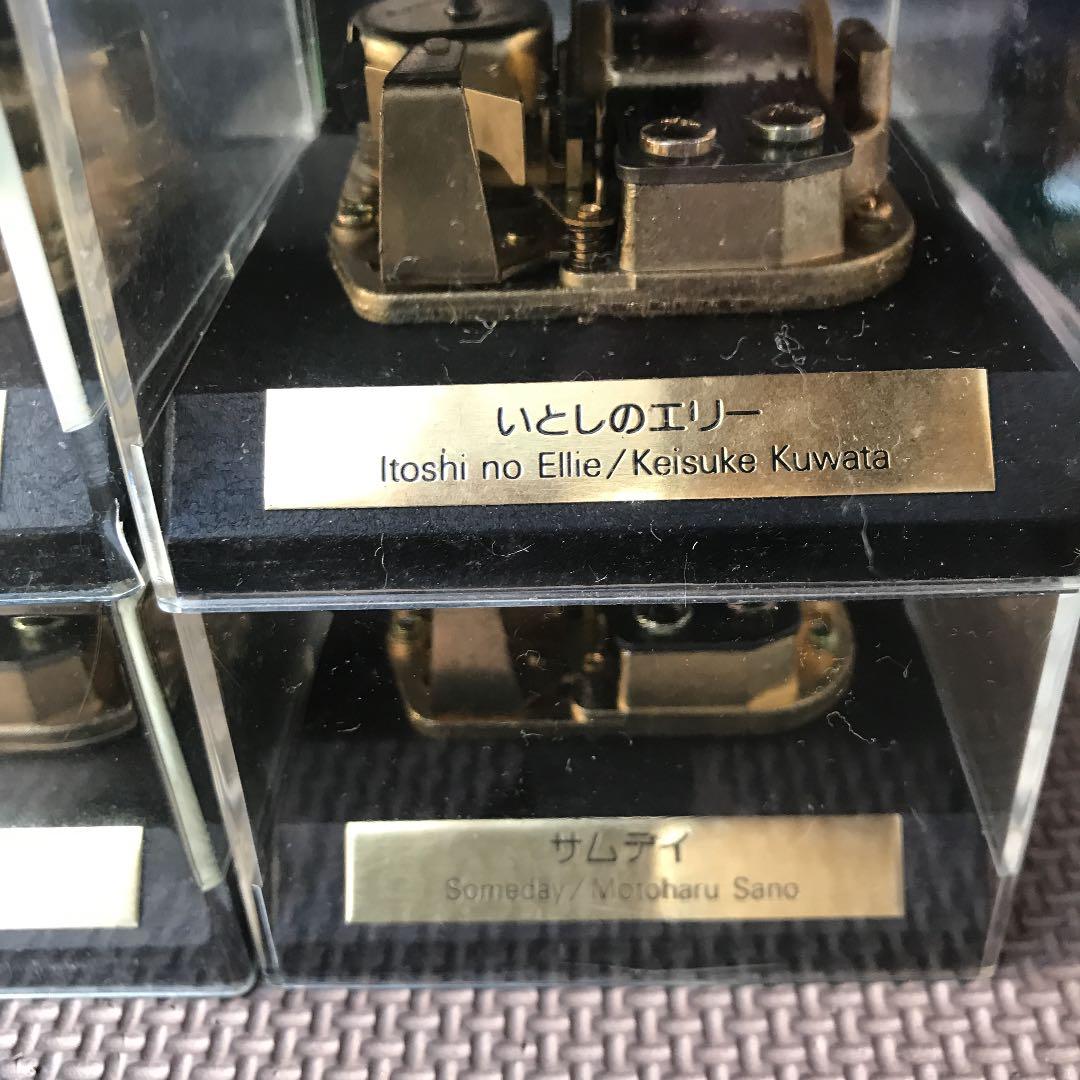 いとしのエリー
Itoshi no Ellie/Keisuke Kuwata
サムデイ
Someday/Motoharu Sano